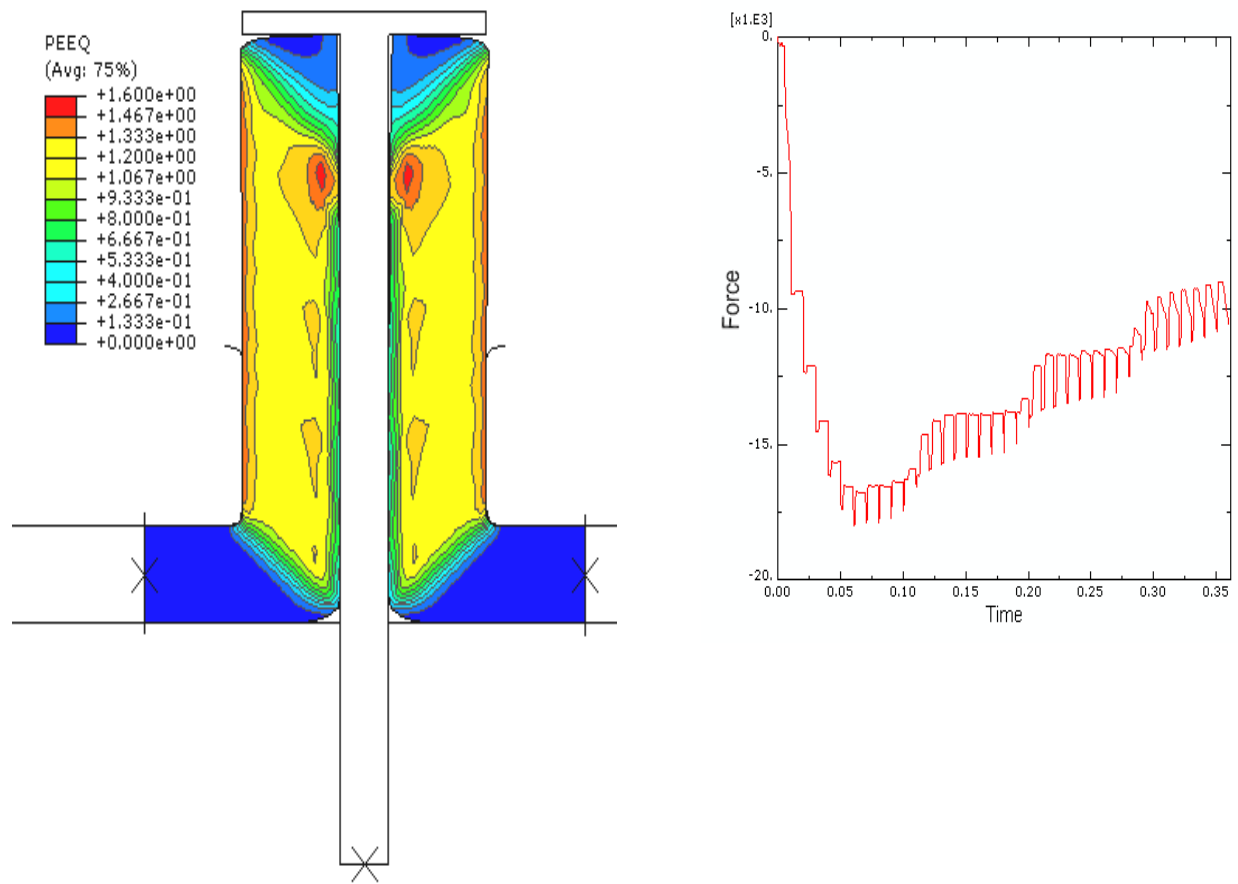 PEEQ
(Avg: 75%)
+1.600e+00
+1.467e+00
+1.333e+00
+1.200e+00
+1.067e+00
+9.333e-01
+8.000e-01
+6.667e-01
+5.333e-01
+4.000e-01
+2.667e-01
+1.333e-01
+0.000e+00
[x1.E3]
0.
-5.
-10.
-15.
-20.
Force
0.00 0.05 0.10 0.15 0.20 0.25 0.30 0.35
Time